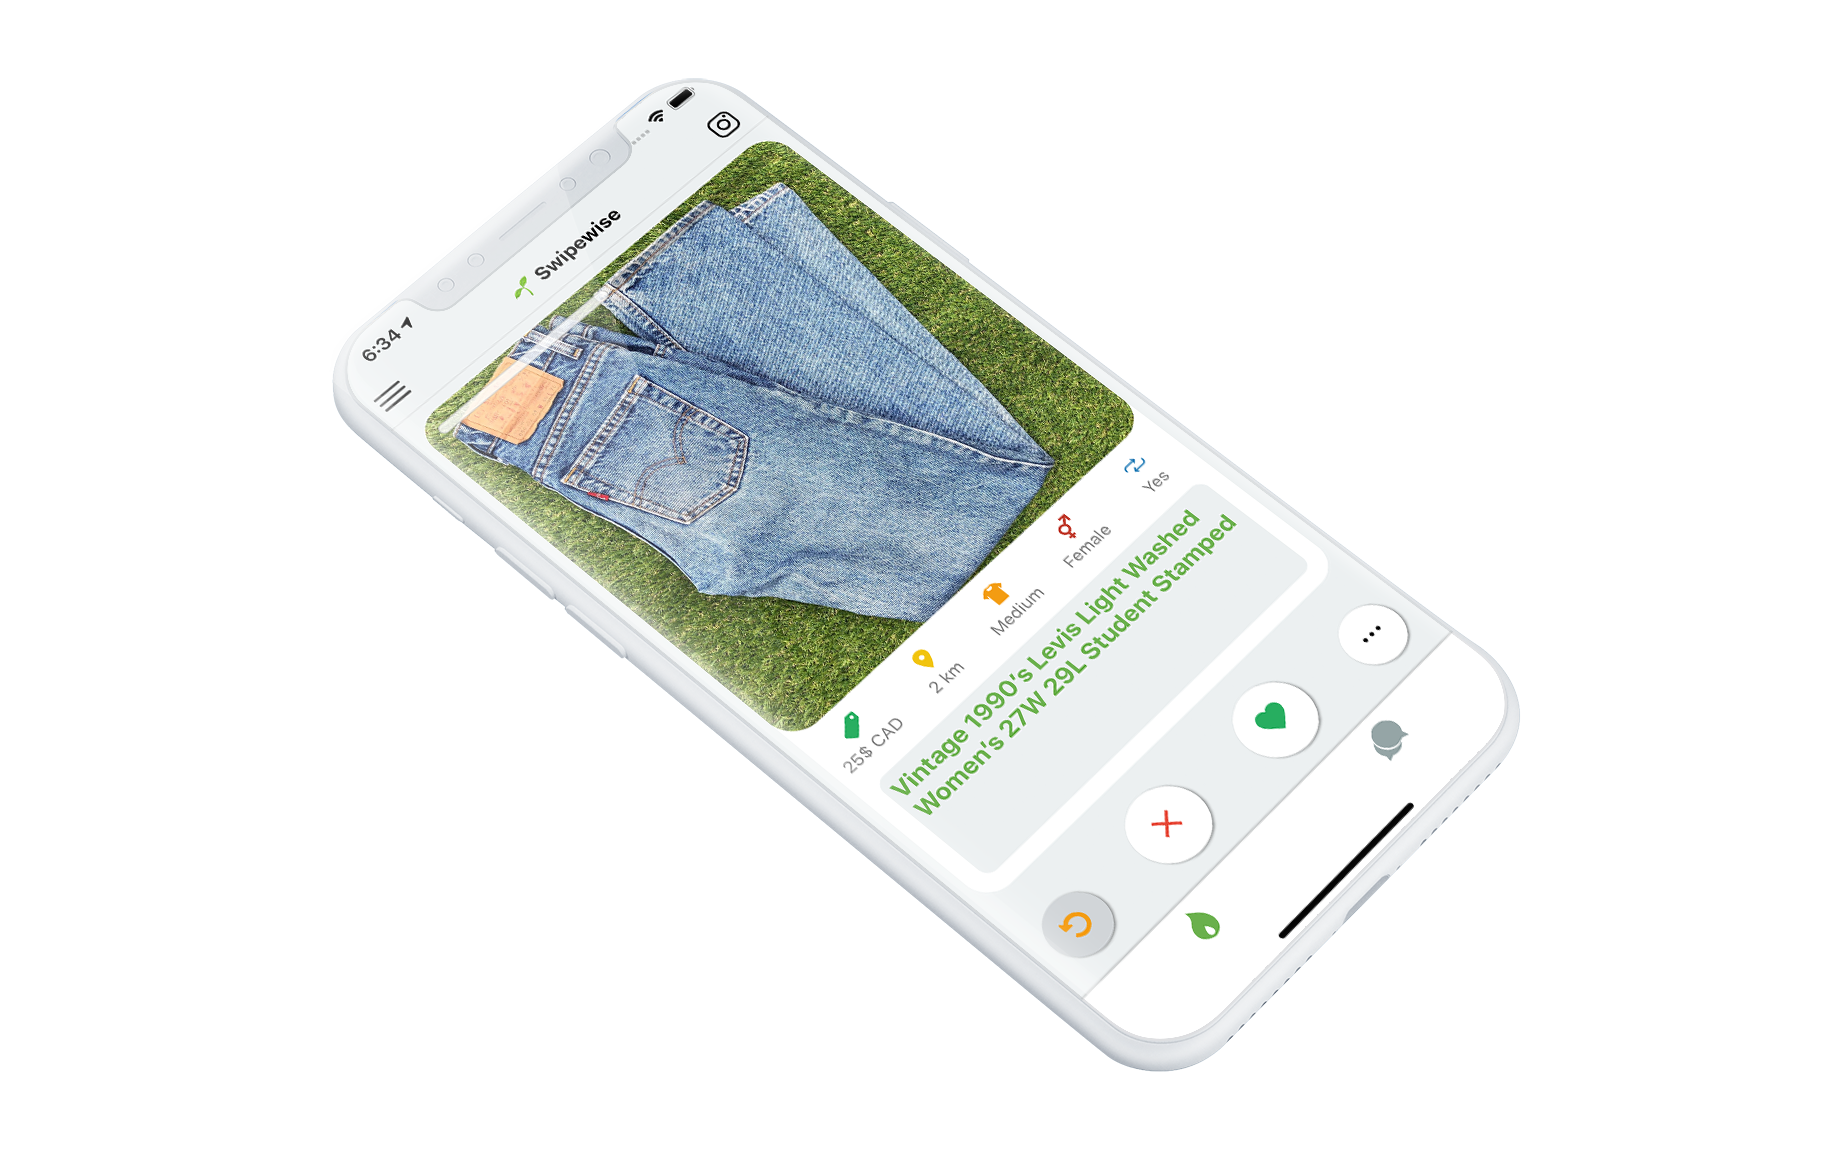 6:34
Swipewise
25$ CAD
2 km
Medium
Female
Yes
Vintage 1990's Levis Light Washed
Women's 27W 29L Student Stamped